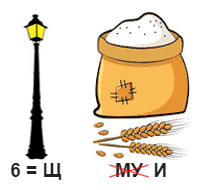 6 = Щ МУ И